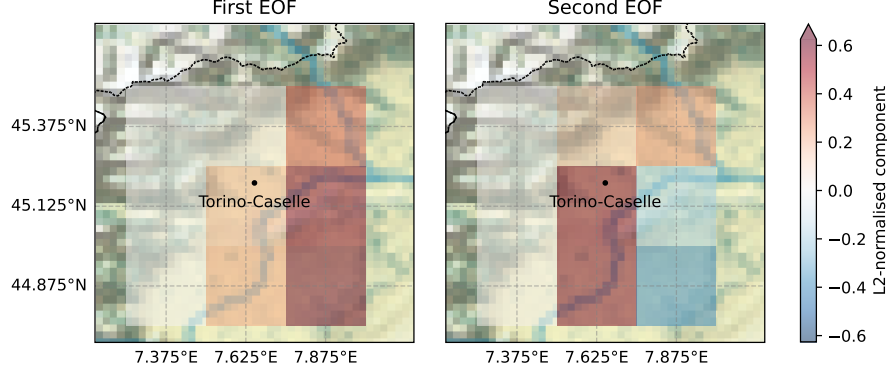 First EOF
Second EOF
45.375°N
45.125°N
44.875°N
Torino-Caselle
Torino-Caselle
7.375°E 7.625°E 7.875°E
7.375°E 7.625°E 7.875°E
0.6
0.4
0.2
0.0
−0.2
−0.4
−0.6
L2-normalised component